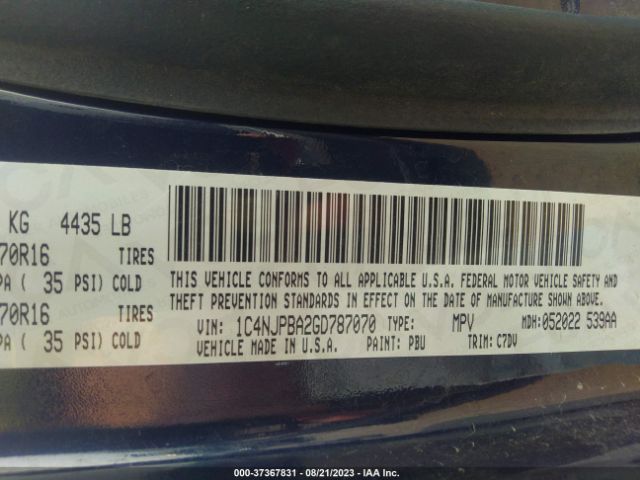 KG 4435 LB
70R16 TIRES
PA ( 35 PSI) COLD
70R16 TIRES
PA ( 35 PSI) COLD
THIS VEHICLE CONFORMS TO ALL APPLICABLE U.S.A. FEDERAL MOTOR VEHICLE SAFETY AND
THEFT PREVENTION STANDARDS IN EFFECT ON THE DATE OF MANUFACTURE SHOWN ABOVE.
VIN: 1C4NJPBA2GD787070 TYPE: MPV MDH:052022 539AA
VEHICLE MADE IN U.S.A. PAINT: PBU TRIM: C7DV
000-37367831 - 08/21/2023 - IAA Inc.